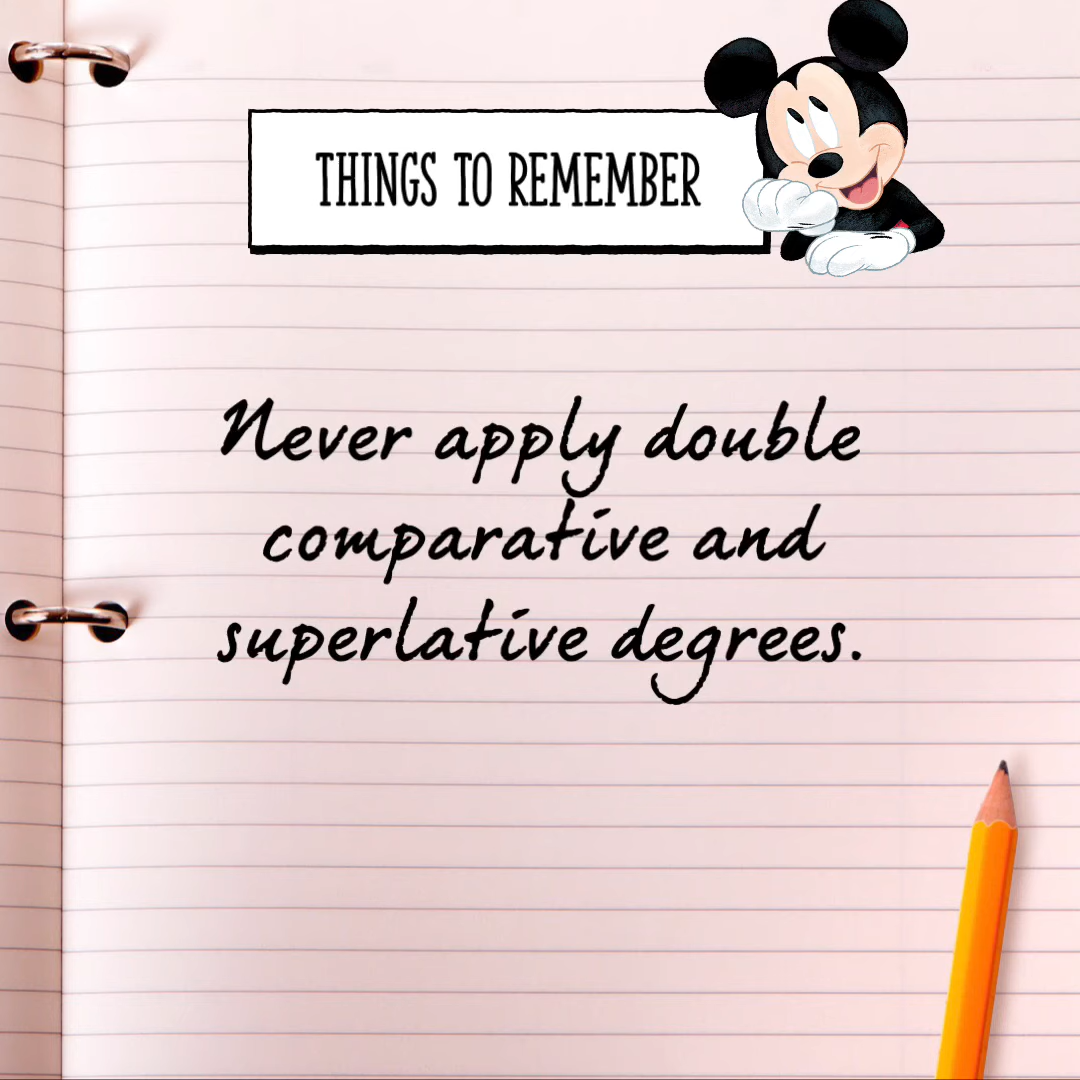 THINGS TO REMEMBER
Never apply double
comparative and
superlative degrees.